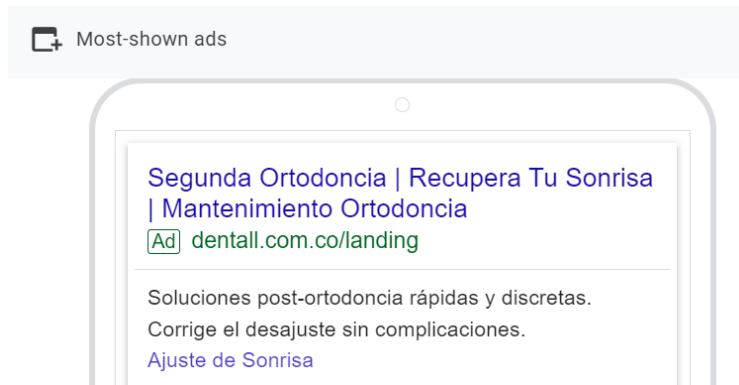 Most-shown ads
Segunda Ortodoncia | Recupera Tu Sonrisa
| Mantenimiento Ortodoncia
Ad dentall.com.co/landing
Soluciones post-ortodoncia rápidas y discretas.
Corrige el desajuste sin complicaciones.
Ajuste de Sonrisa